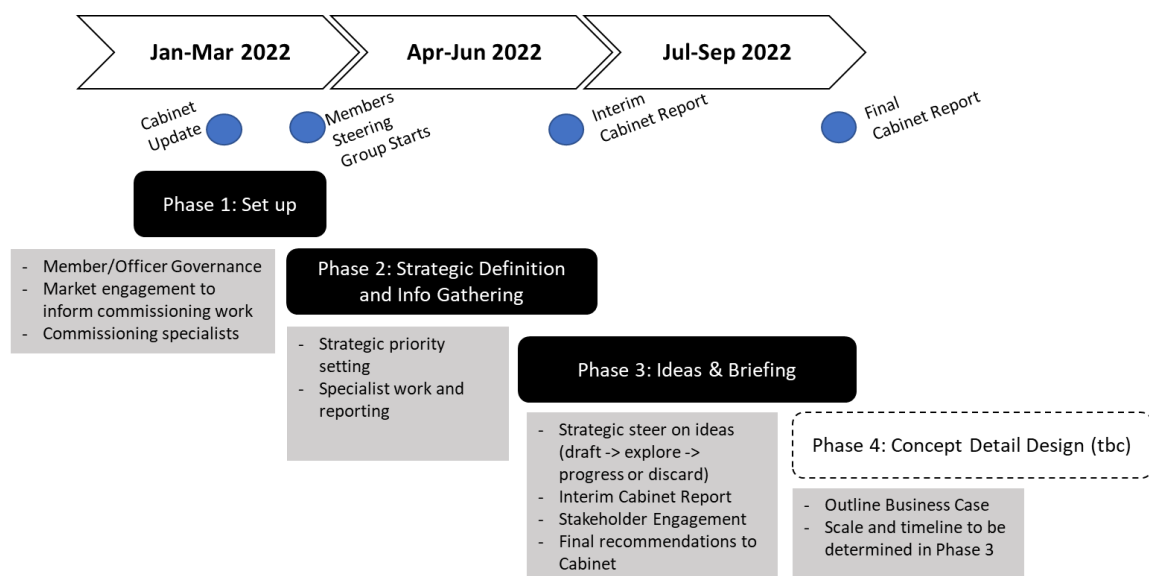 Jan-Mar 2022
Apr-Jun 2022
Jul-Sep 2022
Cabinet
Update
Members
Steering
Group Starts
Interim
Cabinet Report
Final
Cabinet Report
Phase 1: Set up
- Member/Officer Governance
- Market engagement to
inform commissioning work
- Commissioning specialists
Phase 2: Strategic Definition
and Info Gathering
- Strategic priority
setting
- Specialist work and
reporting
Phase 3: Ideas & Briefing
- Strategic steer on ideas
(draft -> explore ->
progress or discard)
- Interim Cabinet Report
- Stakeholder Engagement
- Final recommendations to
Cabinet
Phase 4: Concept Detail Design (tbc)
- Outline Business Case
- Scale and timeline to be
determined in Phase 3